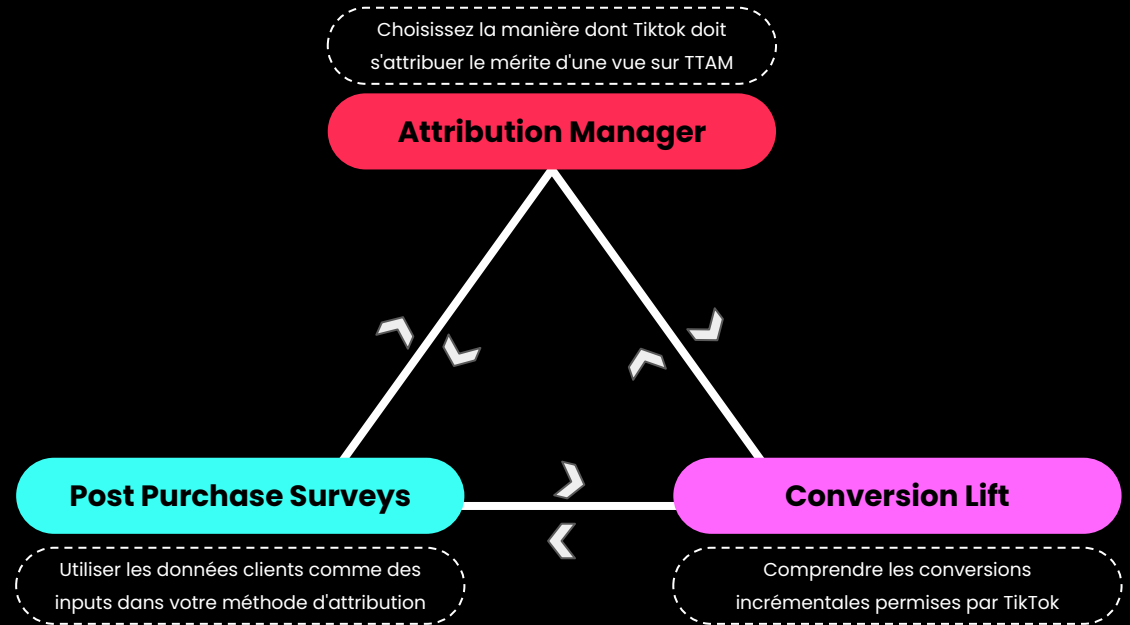 Choisissez la manière dont Tiktok doit
s'attribuer le mérite d'une vue sur TTAM
Attribution Manager
Post Purchase Surveys
Conversion Lift
Utiliser les données clients comme des
inputs dans votre méthode d'attribution
Comprendre les conversions
incrémentales permises par TikTok